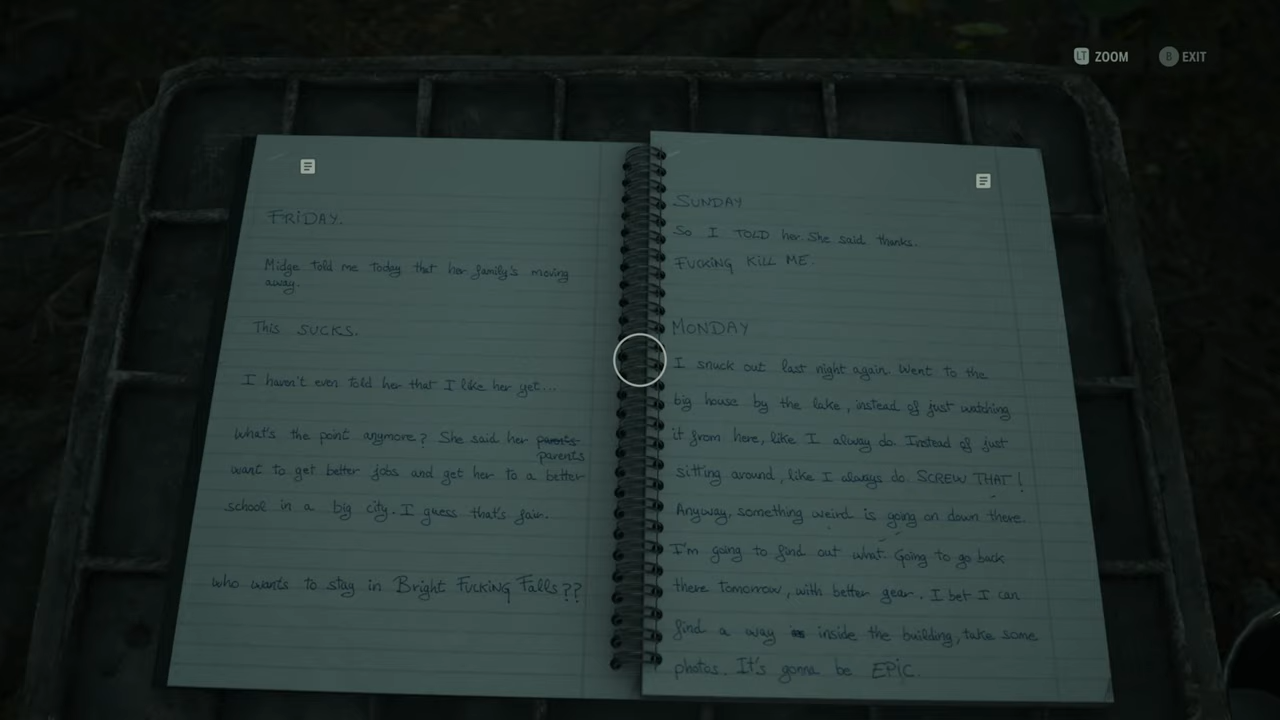 LT ZOOM B EXIT
FRIDAY.
Midge told me today that her family's moving
away.
This SUCKS.
I haven't even told her that I like her yet...
What's the point anymore? She said her parents
parents
want to get better jobs and get her to a better
school in a big city. I guess that's fair.
who wants to stay in Bright FUCKING Falls??
SUNDAY
So I TOLD her. She said thanks.
FUCKING KILL ME.
MONDAY
I snuck out last night again. Went to the
big house by the lake, instead of just watching
it from here, like I alway do. Instead of just
sitting around, like I always do. SCREW THAT!
Anyway, something weird is going on down there.
I'm going to find out what. Going to go back
there tomorrow, with better gear. I bet I can
find a way inside the building, take some
photos. It's gonna be EPIC.